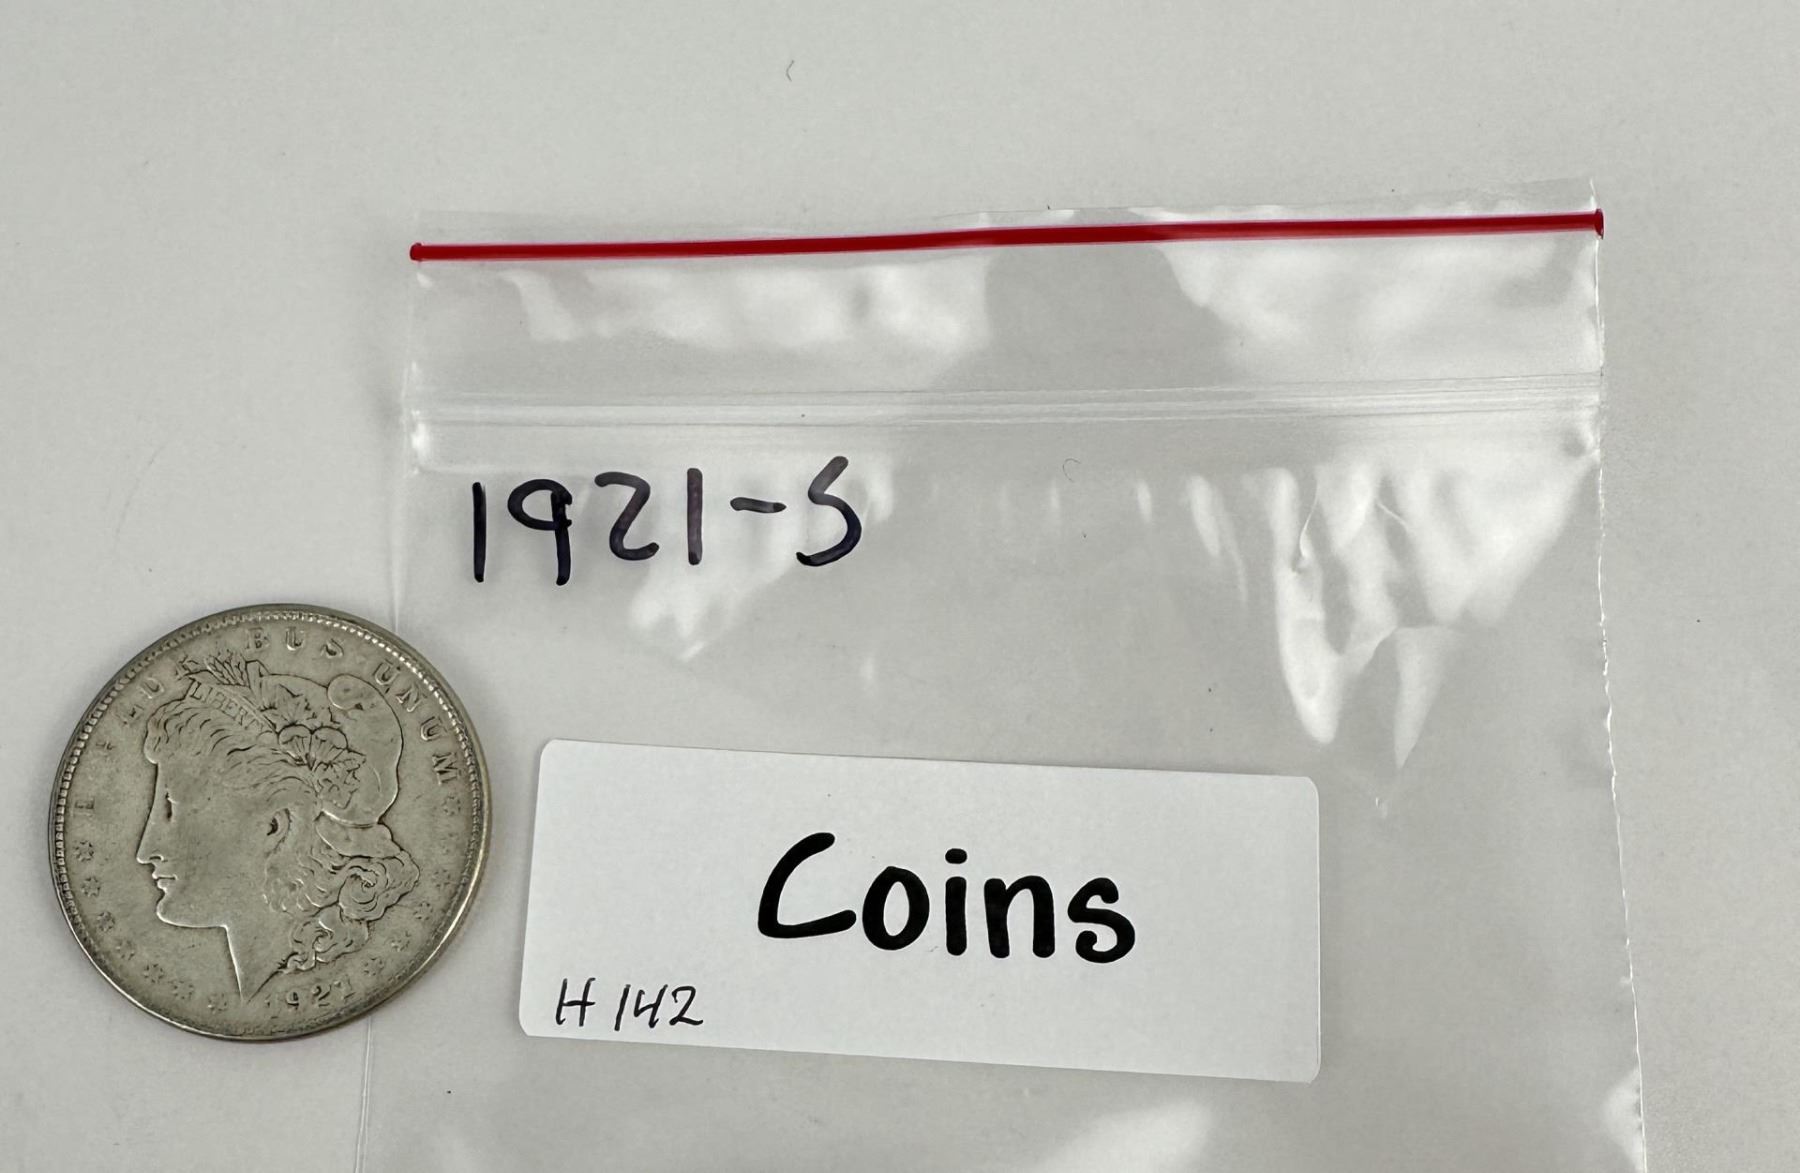 1921-S
E PLURIBUS UNUM
LIBERTY
1921
Coins
H 142